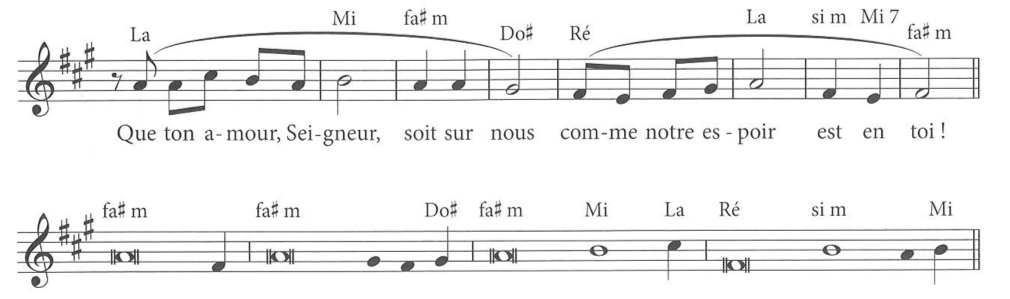 La Mi fa♯ m Do♯ Ré La si m Mi 7 fa♯ m
Que ton a-mour, Sei-gneur, soit sur nous com-me notre es-poir est en toi !
fa♯ m fa♯ m Do♯ fa♯ m Mi La Ré si m Mi